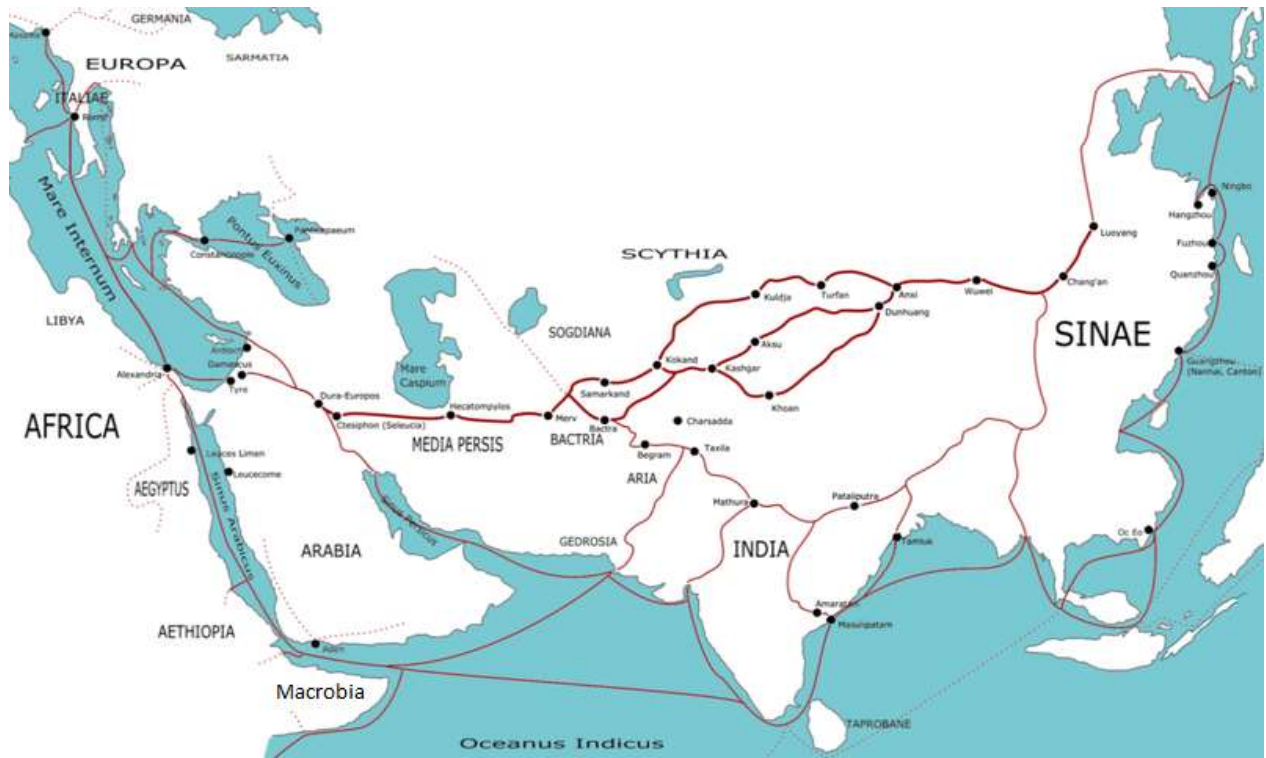 GERMANIA
SARMATIA
EUROPA
ITALIAE
Rome
Mare Internum
Pontus Euxinus
Panticapaeum
Constantinople
SCYTHIA
Ningbo
Hangzhou
Luoyang
Fuzhou
Quanzhou
Kuldja
Turfan
Anxi
Wuwei
Chang'an
Dunhuang
LIBYA
SOGDIANA
SINAE
Antioch
Damascus
Aksu
Kokand
Kashgar
Mare
Caspium
Guangzhou
(Nanhai, Canton)
Alexandria
Tyre
Samarkand
Dura-Europos
Khoan
Hecatompylos
Merv
AFRICA
Ctesiphon (Seleucia)
MEDIA PERSIS
BACTRIA
Bactra
Charsadda
Begram
Taxila
Leuces Limen
Leucecome
ARIA
AEGYPTUS
Sinus Arabicus
Sinus Persicus
Mathura
Pataliputra
ARABIA
GEDROSIA
INDIA
Oc Eo
Tamluk
AETHIOPIA
Masulipatam
Aden
Macrobia
TAPROBANE
Oceanus Indicus